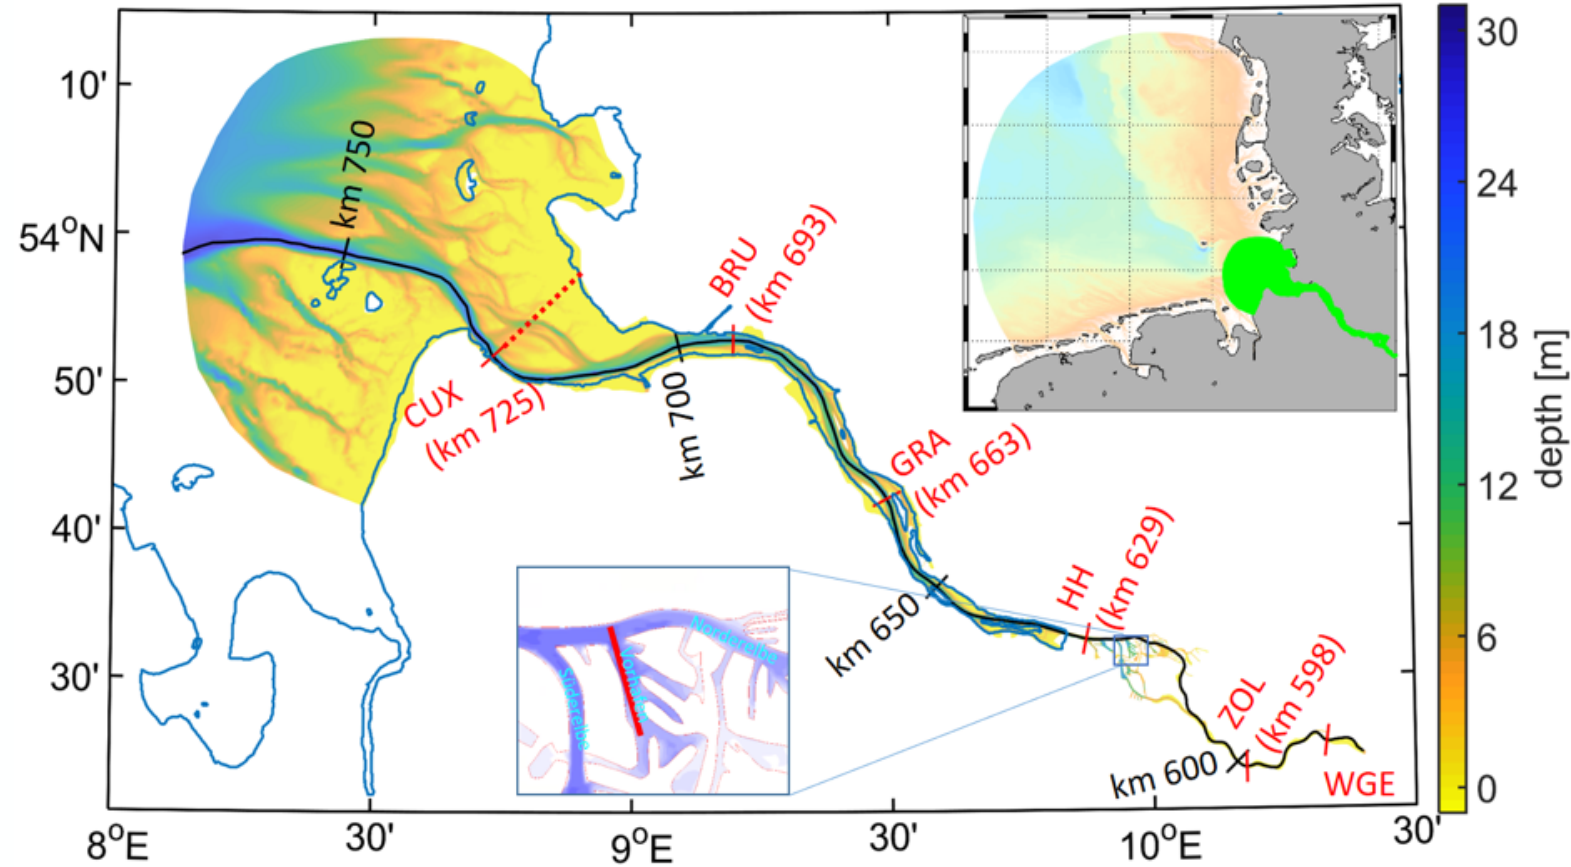 10'
54°N
50'
40'
30'
8°E
30'
9°E
30'
10°E
30'
km 750
BRU
(km 693)
CUX
(km 725)
km 700
GRA
(km 663)
km 650
HH
(km 629)
ZOL
(km 598)
km 600
WGE
Norderelbe
Süderelbe
30
24
18
12
6
0
depth [m]